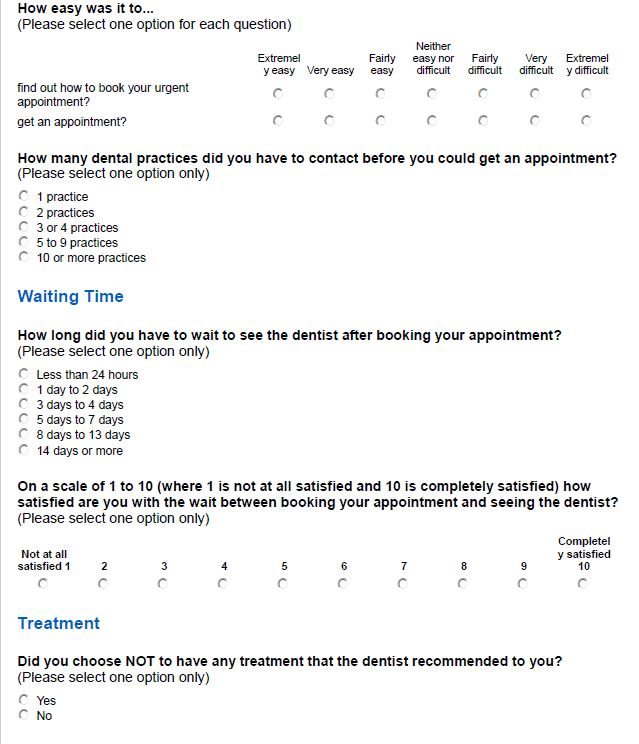 How easy was it to...
(Please select one option for each question)
Extremel
y easy
Very easy
Fairly
easy
Neither
easy nor
difficult
Fairly
difficult
Very
difficult
Extremel
y difficult
find out how to book your urgent
appointment?
get an appointment?
How many dental practices did you have to contact before you could get an appointment?
(Please select one option only)
1 practice
2 practices
3 or 4 practices
5 to 9 practices
10 or more practices
Waiting Time
How long did you have to wait to see the dentist after booking your appointment?
(Please select one option only)
Less than 24 hours
1 day to 2 days
3 days to 4 days
5 days to 7 days
8 days to 13 days
14 days or more
On a scale of 1 to 10 (where 1 is not at all satisfied and 10 is completely satisfied) how
satisfied are you with the wait between booking your appointment and seeing the dentist?
(Please select one option only)
Not at all
satisfied 1
2
3
4
5
6
7
8
9
Completel
y satisfied
10
Treatment
Did you choose NOT to have any treatment that the dentist recommended to you?
(Please select one option only)
Yes
No